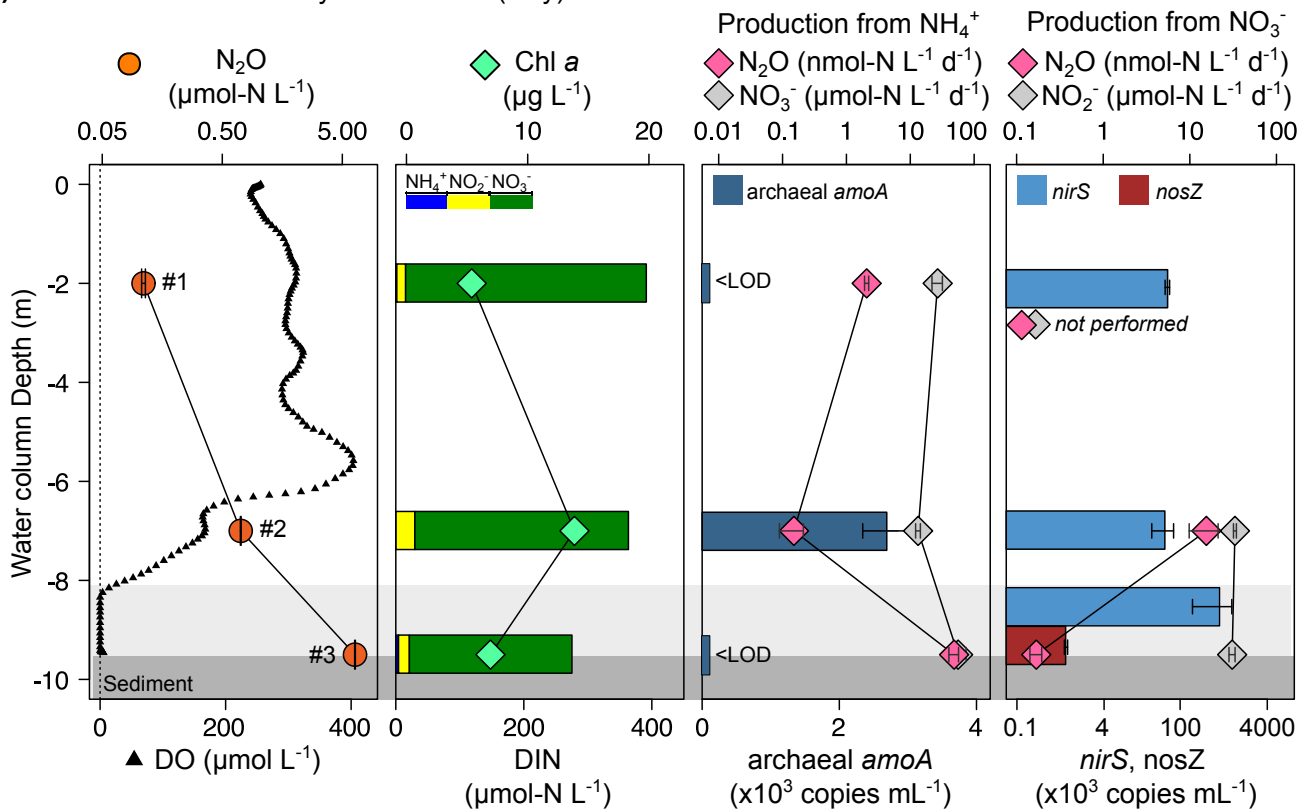 N₂O
(µmol-N L⁻¹)
0.05 0.50 5.00
Chl a
(µg L⁻¹)
0 10 20
Production from NH₄⁺
N₂O (nmol-N L⁻¹ d⁻¹)
NO₃⁻ (µmol-N L⁻¹ d⁻¹)
0.01 0.1 1 10 100
Production from NO₃⁻
N₂O (nmol-N L⁻¹ d⁻¹)
NO₂⁻ (µmol-N L⁻¹ d⁻¹)
0.1 1 10 100
Water column Depth (m)
0
-2
-4
-6
-8
-10
#1
#2
#3
Sediment
0 200 400
DO (µmol L⁻¹)
NH₄⁺ NO₂⁻ NO₃⁻
0 200 400
DIN
(µmol-N L⁻¹)
archaeal amoA
<LOD
<LOD
0 2 4
archaeal amoA
(x10³ copies mL⁻¹)
nirS nosZ
not performed
0.1 4 100 4000
nirS, nosZ
(x10³ copies mL⁻¹)